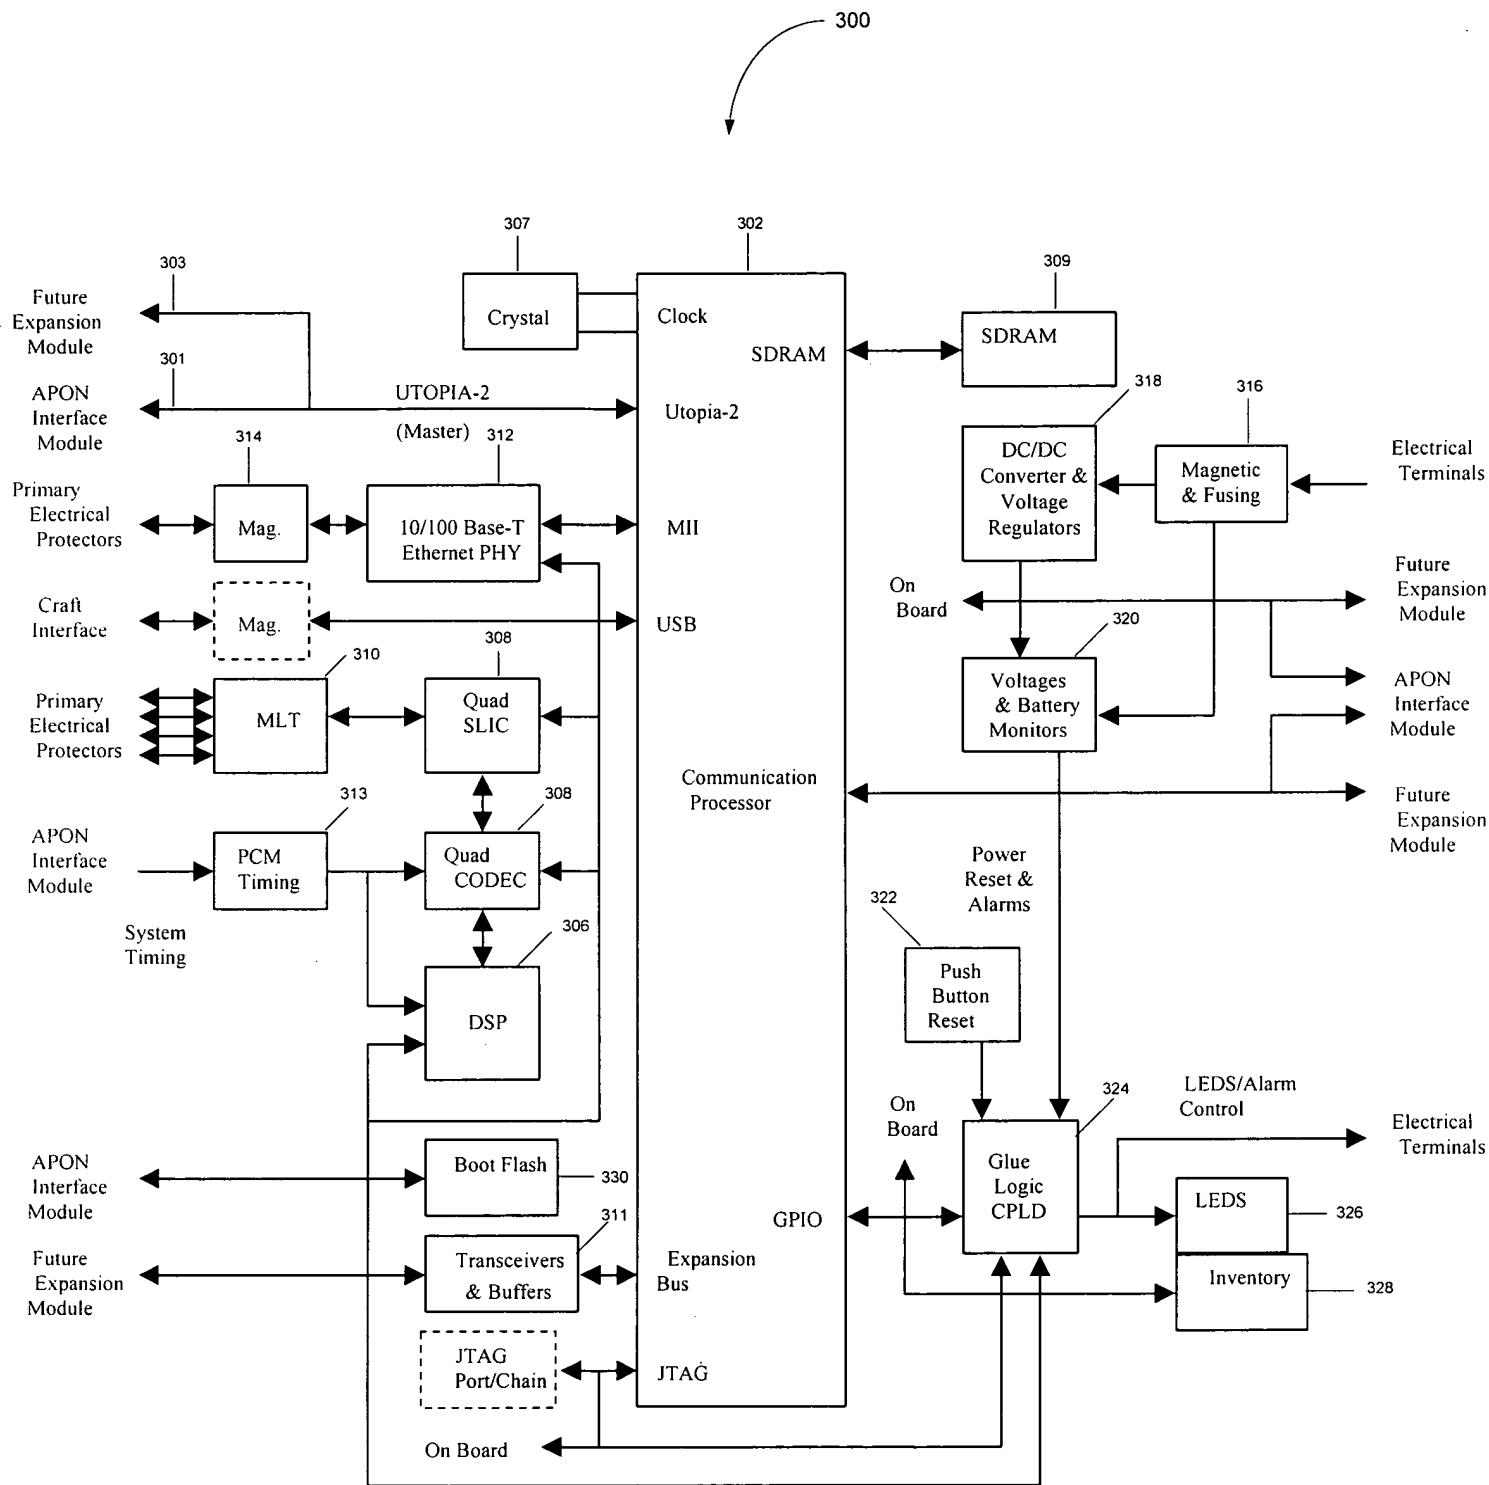 300
307
302
303
309
Future
Expansion
Module
Crystal
Clock
SDRAM
SDRAM
301
318
316
APON
Interface
Module
UTOPIA-2
(Master)
Utopia-2
314
312
DC/DC
Converter &
Voltage
Regulators
Magnetic
& Fusing
Electrical
Terminals
Primary
Electrical
Protectors
Mag.
10/100 Base-T
Ethernet PHY
MII
On
Board
Future
Expansion
Module
Craft
Interface
Mag.
USB
308
320
310
Primary
Electrical
Protectors
MLT
Quad
SLIC
Voltages
& Battery
Monitors
APON
Interface
Module
Communication
Processor
313
308
Future
Expansion
Module
APON
Interface
Module
PCM
Timing
Quad
CODEC
Power
Reset &
Alarms
322
System
Timing
306
Push
Button
Reset
DSP
LEDS/Alarm
Control
324
On
Board
Electrical
Terminals
APON
Interface
Module
Boot Flash
330
Glue
Logic
CPLD
LEDS
326
311
GPIO
Future
Expansion
Module
Transceivers
& Buffers
Expansion
Bus
Inventory
328
JTAG
Port/Chain
JTAG
On Board